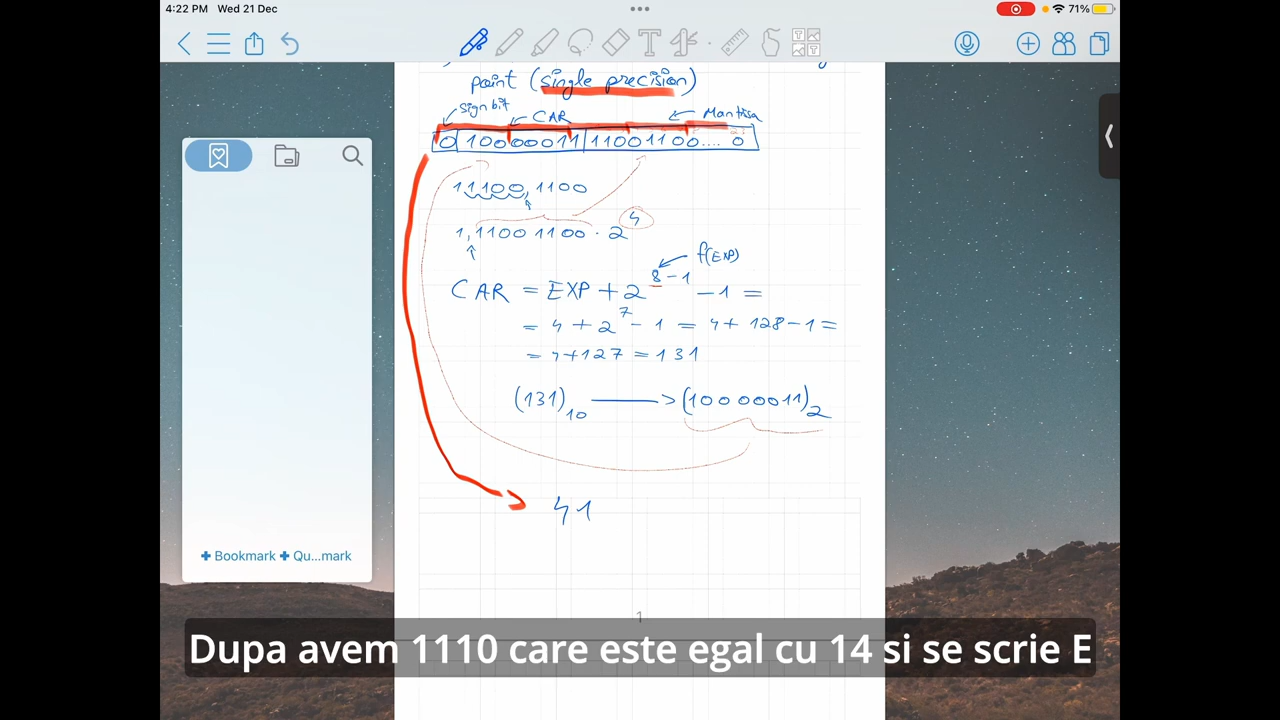 4:22 PM Wed 21 Dec
71%
point (single precision)
Sign bit CAR Mantissa
0 10000011 11001100.... 0
11100,1100
1,11001100 · 2^4
f(EXP)
CAR = EXP + 2^8-1 - 1 =
= 4 + 2^7 - 1 = 4 + 128 - 1 =
= 4 + 127 = 131
(131)10 → (10000011)2
41
Bookmark Qu...mark
1
Dupa avem 1110 care este egal cu 14 si se scrie E